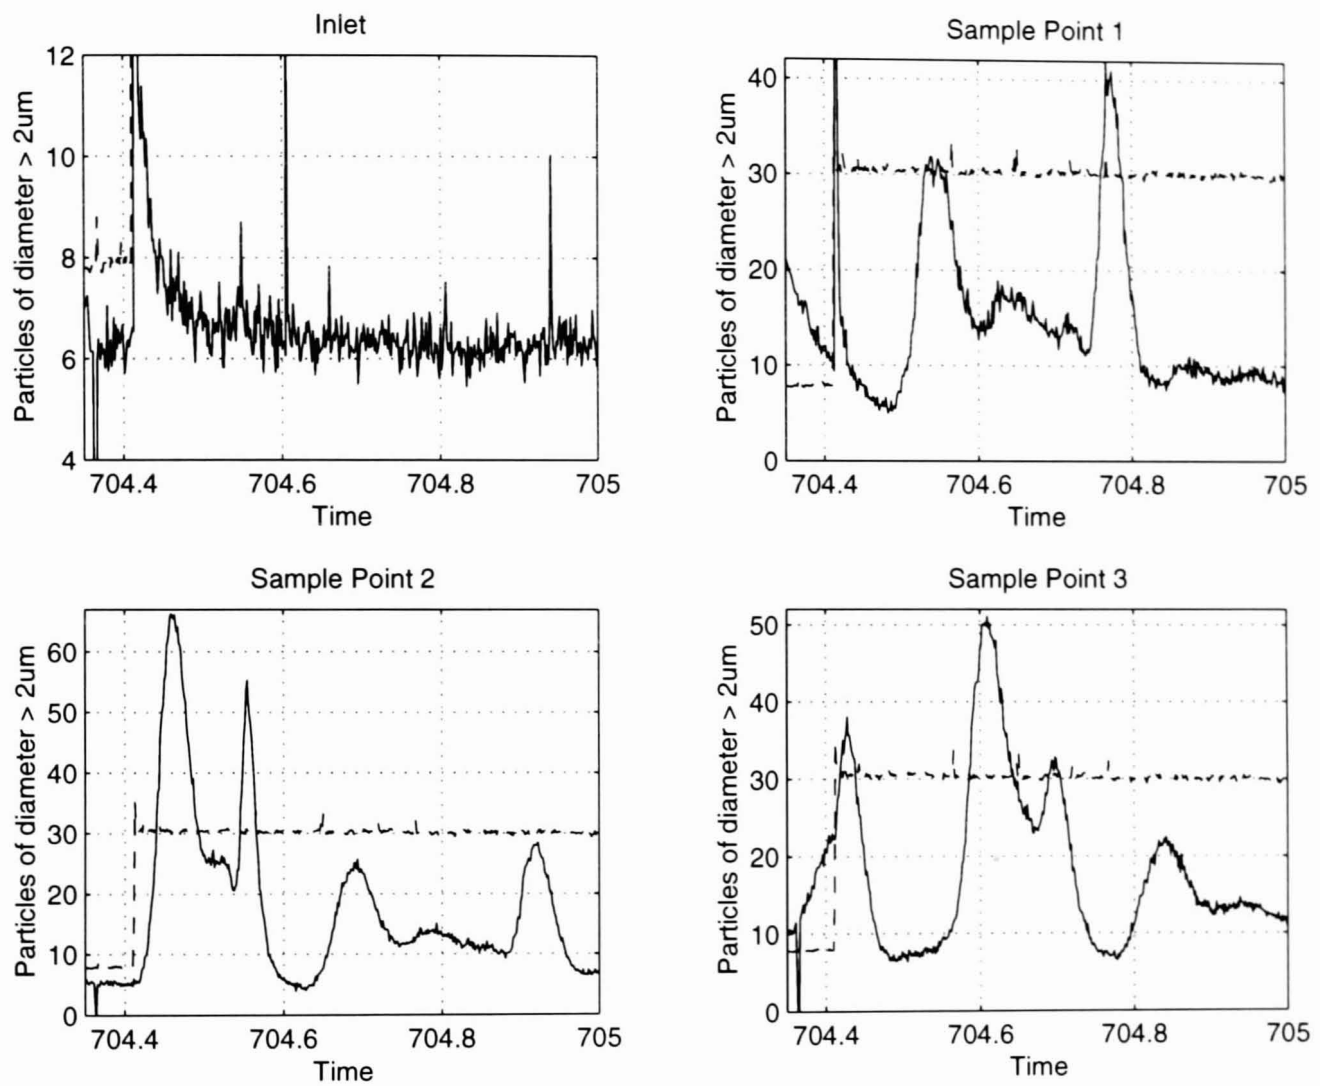 Inlet
Particles of diameter > 2um
12
10
8
6
4
704.4 704.6 704.8 705
Time
Sample Point 1
Particles of diameter > 2um
40
30
20
10
0
704.4 704.6 704.8 705
Time
Sample Point 2
Particles of diameter > 2um
60
50
40
30
20
10
0
704.4 704.6 704.8 705
Time
Sample Point 3
Particles of diameter > 2um
50
40
30
20
10
0
704.4 704.6 704.8 705
Time